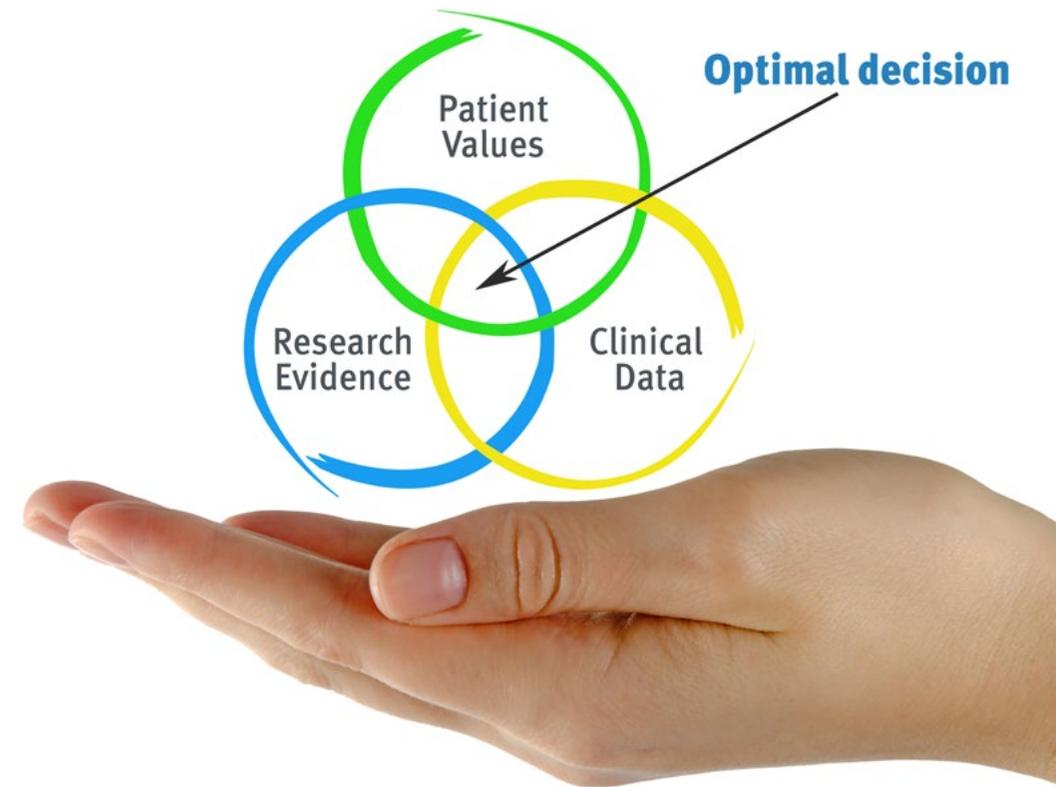 Optimal decision
Patient
Values
Research
Evidence
Clinical
Data